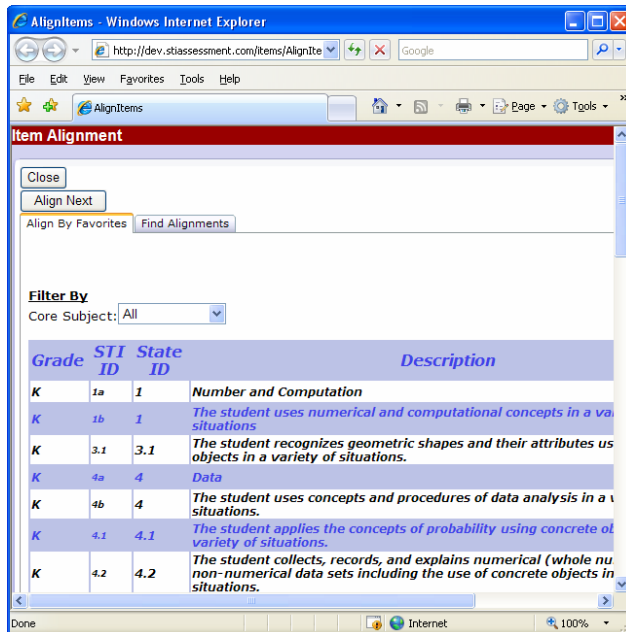 AlignItems - Windows Internet Explorer
http://dev.stiassessment.com/items/AlignIte
Google
File Edit View Favorites Tools Help
AlignItems
Page Tools »
Item Alignment
Close
Align Next
Align By Favorites Find Alignments
Filter By
Core Subject: All
Grade STI ID State ID Description
K 1a 1 Number and Computation
K 1b 1 The student uses numerical and computational concepts in a va
situations
K 3.1 3.1 The student recognizes geometric shapes and their attributes us
objects in a variety of situations.
K 4a 4 Data
K 4b 4 The student uses concepts and procedures of data analysis in a v
situations.
K 4.1 4.1 The student applies the concepts of probability using concrete ob
variety of situations.
K 4.2 4.2 The student collects, records, and explains numerical (whole nu
non-numerical data sets including the use of concrete objects in
situations.
Done Internet 100%